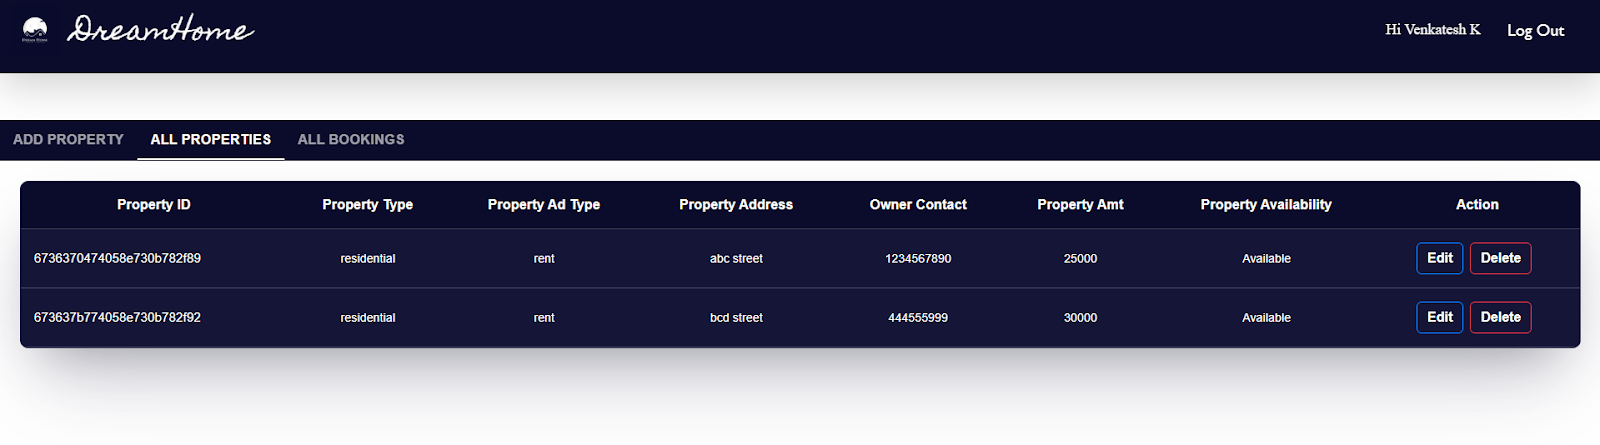 DreamHome
Hi Venkatesh K Log Out
ADD PROPERTY ALL PROPERTIES ALL BOOKINGS
Property ID Property Type Property Ad Type Property Address Owner Contact Property Amt Property Availability Action
6736370474058e730b782f89 residential rent abc street 1234567890 25000 Available Edit Delete
673637b774058e730b782f92 residential rent bcd street 444555999 30000 Available Edit Delete